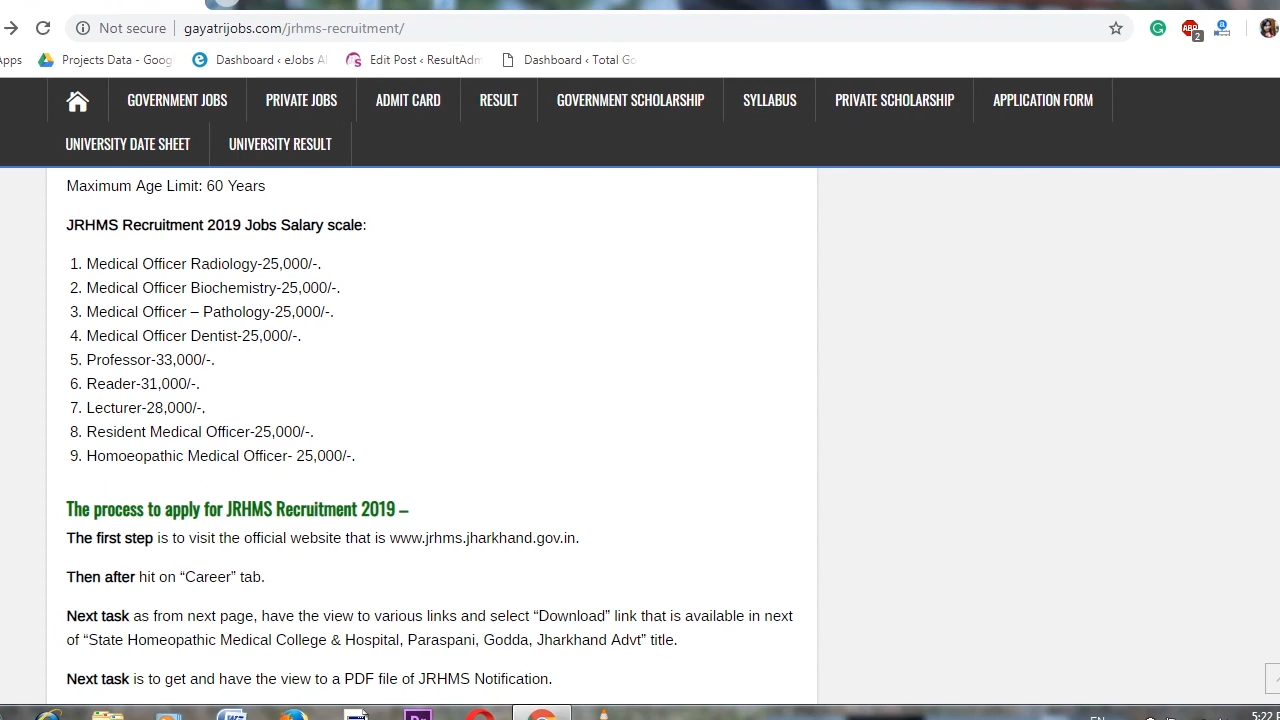 Not secure gayatrijobs.com/jrhms-recruitment/ ABP 2
Apps Projects Data - Goog Dashboard ‹ eJobs Al Edit Post ‹ ResultAdm Dashboard ‹ Total Go
GOVERNMENT JOBS PRIVATE JOBS ADMIT CARD RESULT GOVERNMENT SCHOLARSHIP SYLLABUS PRIVATE SCHOLARSHIP APPLICATION FORM
UNIVERSITY DATE SHEET UNIVERSITY RESULT
Maximum Age Limit: 60 Years
JRHMS Recruitment 2019 Jobs Salary scale:
1. Medical Officer Radiology-25,000/-.
2. Medical Officer Biochemistry-25,000/-.
3. Medical Officer – Pathology-25,000/-.
4. Medical Officer Dentist-25,000/-.
5. Professor-33,000/-.
6. Reader-31,000/-.
7. Lecturer-28,000/-.
8. Resident Medical Officer-25,000/-.
9. Homoeopathic Medical Officer- 25,000/-.
The process to apply for JRHMS Recruitment 2019 –
The first step is to visit the official website that is www.jrhms.jharkhand.gov.in.
Then after hit on “Career” tab.
Next task as from next page, have the view to various links and select “Download” link that is available in next
of “State Homeopathic Medical College & Hospital, Paraspani, Godda, Jharkhand Advt” title.
Next task is to get and have the view to a PDF file of JRHMS Notification.